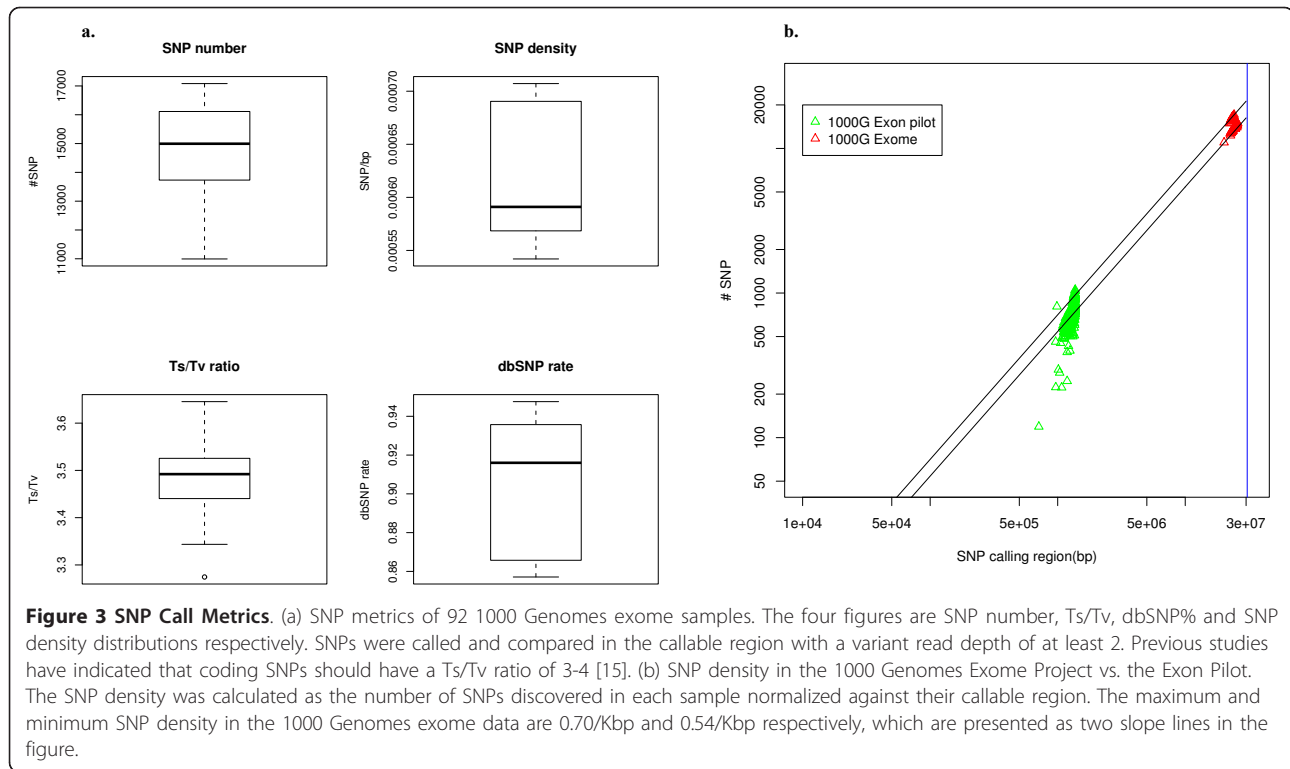 a.
SNP number
#SNP
11000 13000 15000 17000
SNP density
SNP/bp
0.00055 0.00060 0.00065 0.00070
Ts/Tv ratio
Ts/Tv
3.3 3.4 3.5 3.6
dbSNP rate
dbSNP rate
0.86 0.88 0.90 0.92 0.94
b.
1000G Exon pilot
1000G Exome
# SNP
50 100 200 500 1000 5000 20000
1e+04 5e+04 5e+05 5e+06 3e+07
SNP calling region(bp)
Figure 3 SNP Call Metrics. (a) SNP metrics of 92 1000 Genomes exome samples. The four figures are SNP number, Ts/Tv, dbSNP% and SNP
density distributions respectively. SNPs were called and compared in the callable region with a variant read depth of at least 2. Previous studies
have indicated that coding SNPs should have a Ts/Tv ratio of 3-4 [15]. (b) SNP density in the 1000 Genomes Exome Project vs. the Exon Pilot.
The SNP density was calculated as the number of SNPs discovered in each sample normalized against their callable region. The maximum and
minimum SNP density in the 1000 Genomes exome data are 0.70/Kbp and 0.54/Kbp respectively, which are presented as two slope lines in the
figure.